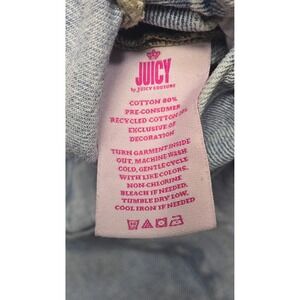 JUICY
by JUICY COUTURE
COTTON 80%
PRE-CONSUMER
RECYCLED COTTON 20%
EXCLUSIVE OF
DECORATION
TURN GARMENT INSIDE
OUT, MACHINE WASH
COLD, GENTLE CYCLE
WITH LIKE COLORS.
NON-CHLORINE
BLEACH IF NEEDED.
TUMBLE DRY LOW,
COOL IRON IF NEEDED